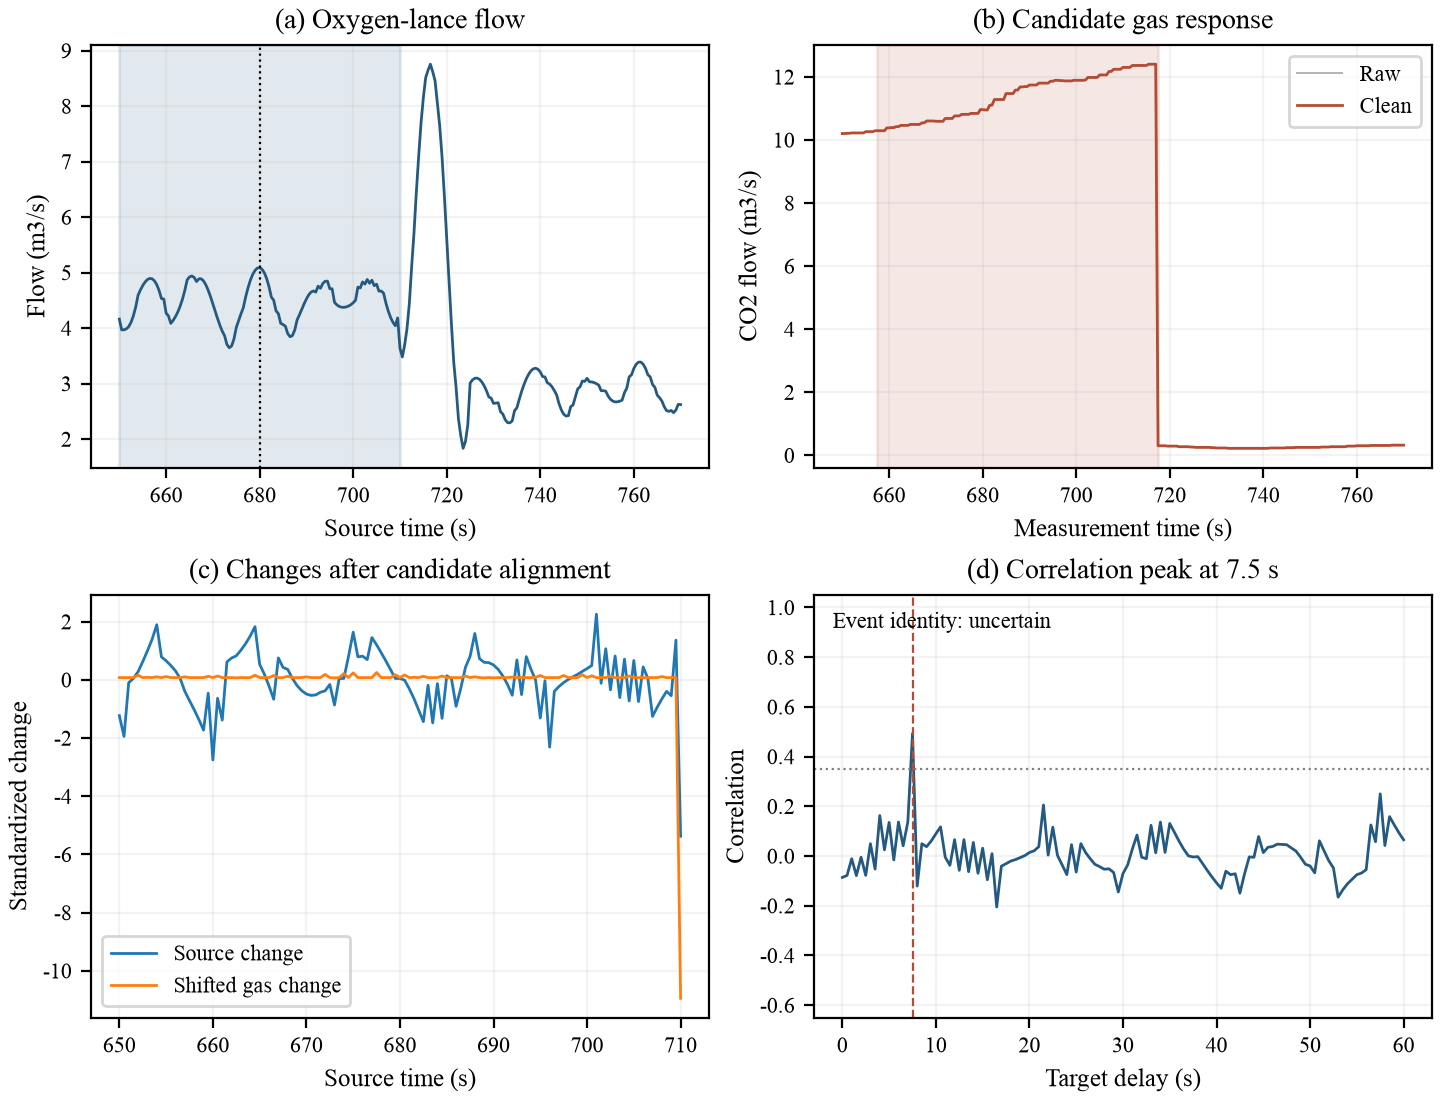 (a) Oxygen-lance flow
Flow (m3/s)
9
8
7
6
5
4
3
2
660 680 700 720 740 760
Source time (s)
(b) Candidate gas response
CO2 flow (m3/s)
12
10
8
6
4
2
0
Raw
Clean
660 680 700 720 740 760
Measurement time (s)
(c) Changes after candidate alignment
Standardized change
2
0
-2
-4
-6
-8
-10
Source change
Shifted gas change
650 660 670 680 690 700 710
Source time (s)
(d) Correlation peak at 7.5 s
Correlation
1.0
0.8
0.6
0.4
0.2
0.0
-0.2
-0.4
-0.6
Event identity: uncertain
0 10 20 30 40 50 60
Target delay (s)